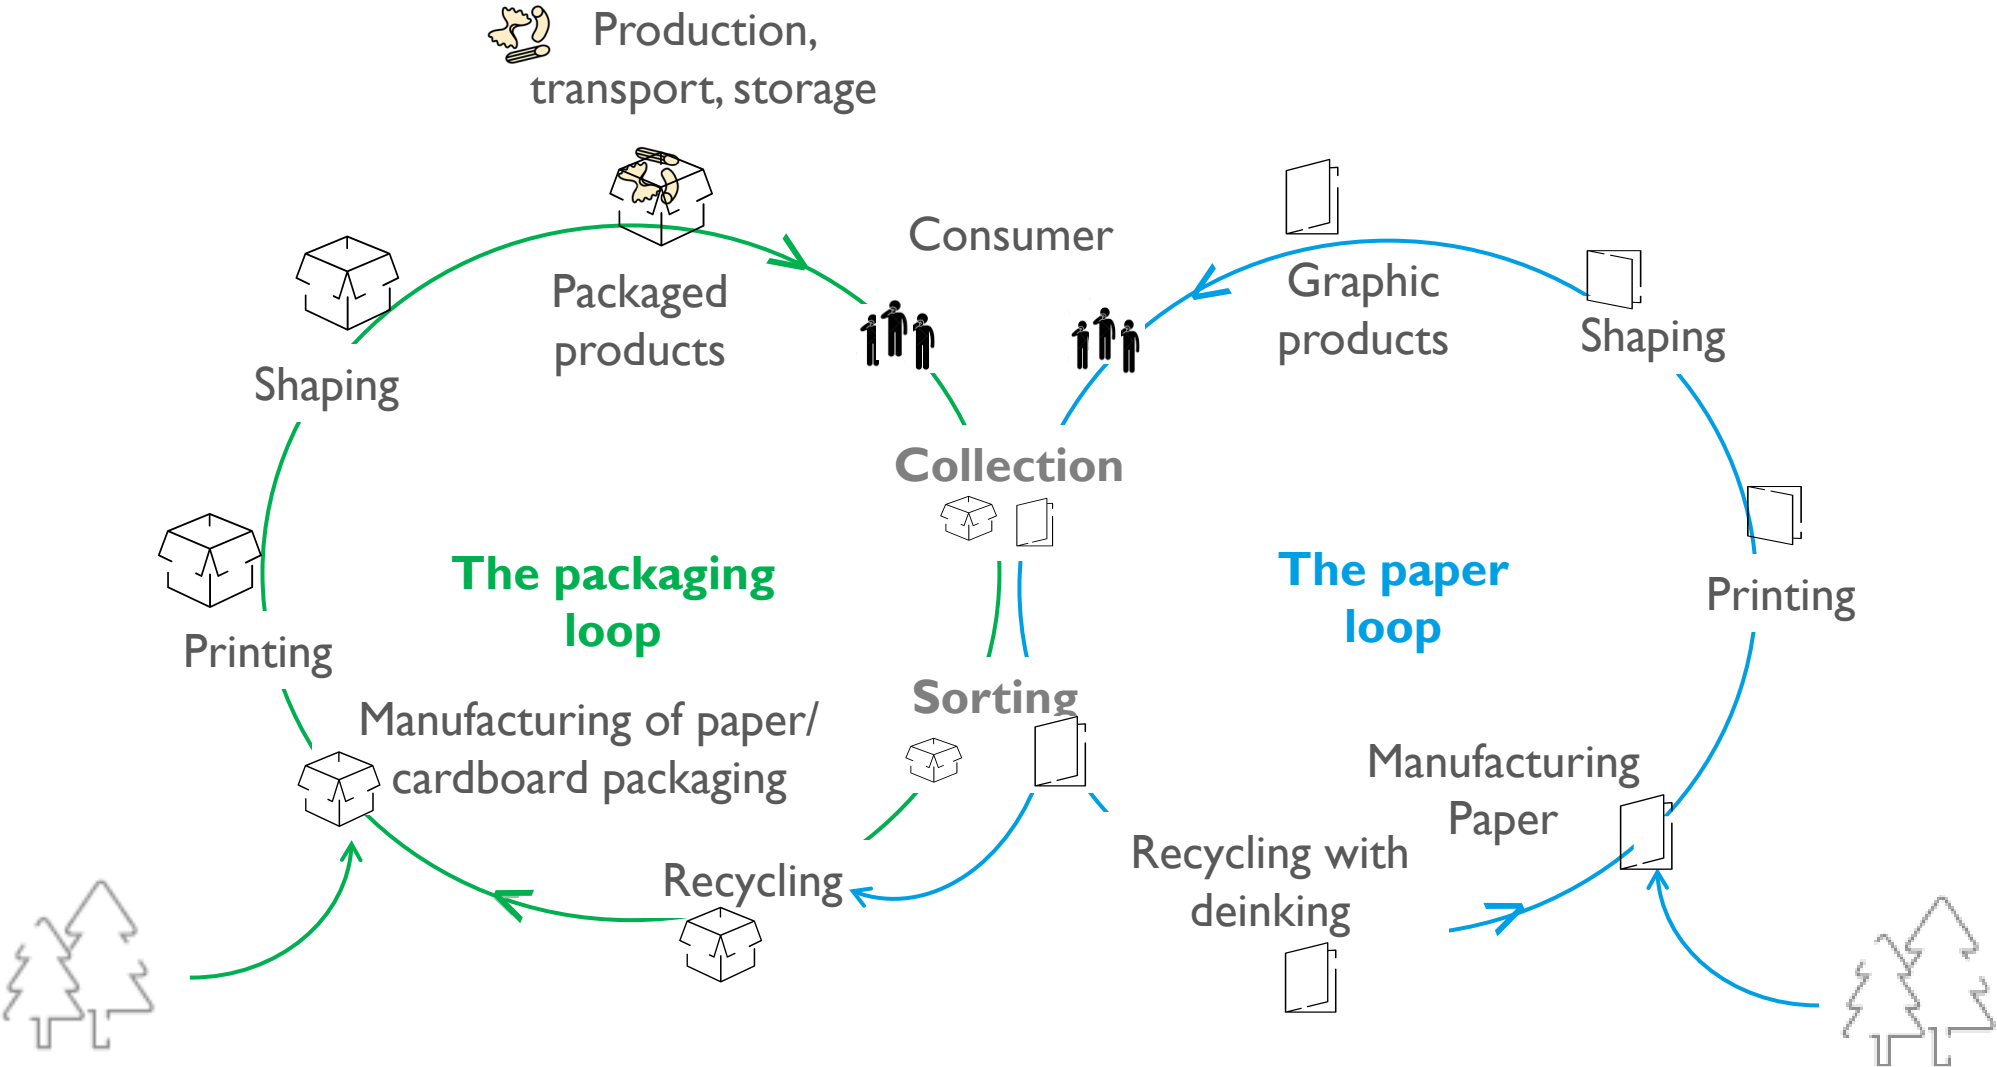 Production,
transport, storage
Consumer
Packaged
products
Graphic
products
Shaping
Shaping
Collection
The packaging
loop
The paper
loop
Printing
Printing
Sorting
Manufacturing of paper/
cardboard packaging
Manufacturing
Paper
Recycling
Recycling with
deinking